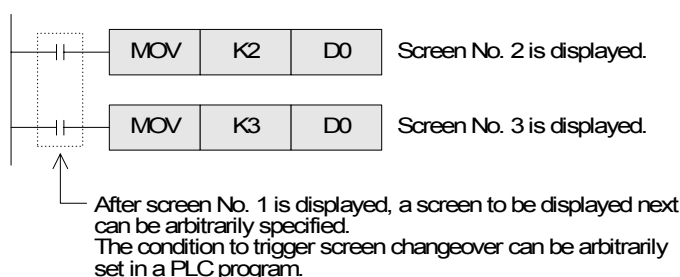 MOV K2 D0 Screen No. 2 is displayed.
MOV K3 D0 Screen No. 3 is displayed.
After screen No. 1 is displayed, a screen to be displayed next
can be arbitrarily specified.
The condition to trigger screen changeover can be arbitrarily
set in a PLC program.